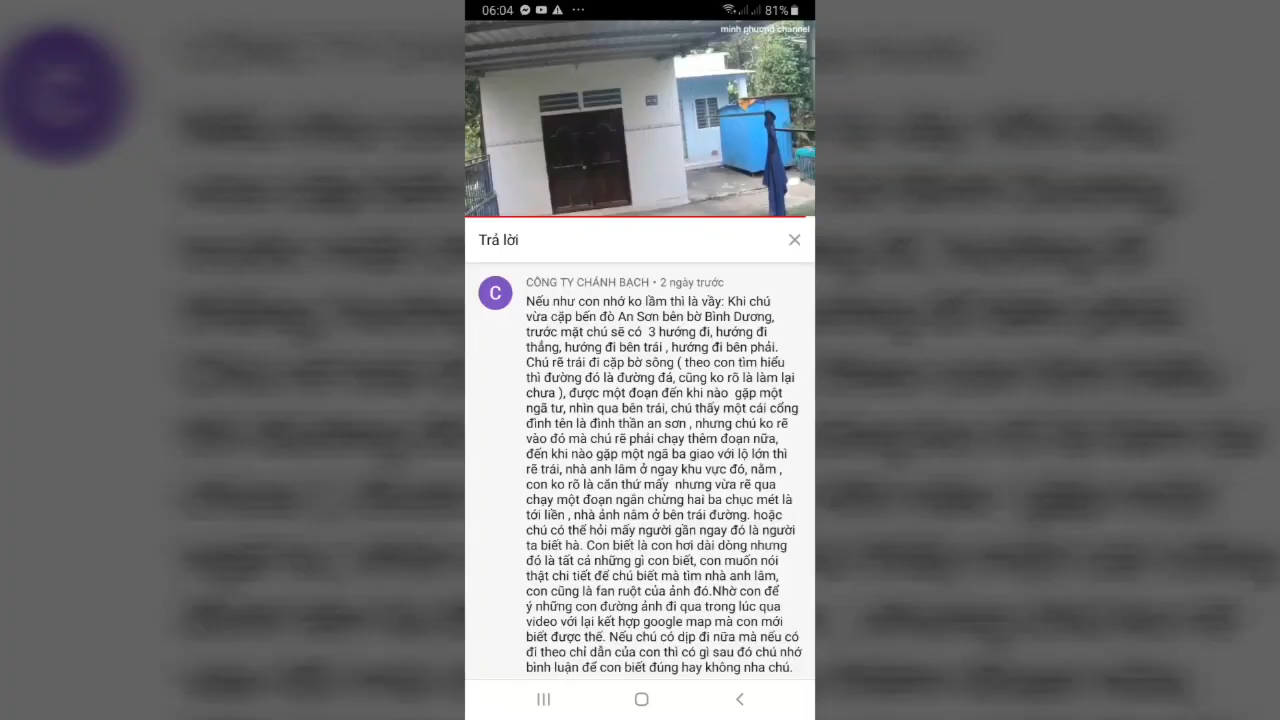 06:04
81%
minh phuong channel
Trả lời
CÔNG TY CHÁNH BẠCH • 2 ngày trước
C
Nếu như con nhớ ko lầm thì là vầy: Khi chú
vừa cặp bến đò An Sơn bên bờ Bình Dương,
trước mặt chú sẽ có 3 hướng đi, hướng đi
thẳng, hướng đi bên trái , hướng đi bên phải.
Chú rẽ trái đi cặp bờ sông ( theo con tìm hiểu
thì đường đó là đường đá, cũng ko rõ là làm lại
chưa ), được một đoạn đến khi nào gặp một
ngã tư, nhìn qua bên trái, chú thấy một cái cổng
đình tên là đình thần an sơn , nhưng chú ko rẽ
vào đó mà chú rẽ phải chạy thêm đoạn nữa,
đến khi nào gặp một ngã ba giao với lộ lớn thì
rẽ trái, nhà anh lâm ở ngay khu vực đó, nằm ,
con ko rõ là căn thứ mấy nhưng vừa rẽ qua
chạy một đoạn ngắn chừng hai ba chục mét là
tới liền , nhà ảnh nằm ở bên trái đường. hoặc
chú có thể hỏi mấy người gần ngay đó là người
ta biết hà. Con biết là con hơi dài dòng nhưng
đó là tất cả những gì con biết, con muốn nói
thật chi tiết để chú biết mà tìm nhà anh lâm,
con cũng là fan ruột của ảnh đó.Nhờ con để
ý những con đường ảnh đi qua trong lúc qua
video với lại kết hợp google map mà con mới
biết được thế. Nếu chú có dịp đi nữa mà nếu có
đi theo chỉ dẫn của con thì có gì sau đó chú nhớ
bình luận để con biết đúng hay không nha chú.